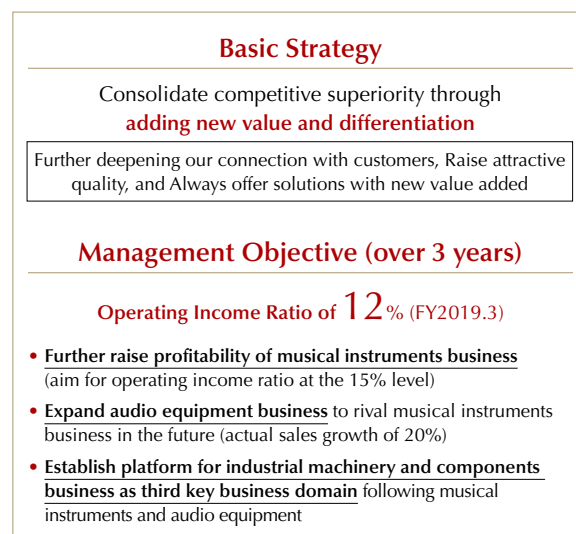 Basic Strategy
Consolidate competitive superiority through
adding new value and differentiation
Further deepening our connection with customers, Raise attractive
quality, and Always offer solutions with new value added
Management Objective (over 3 years)
Operating Income Ratio of 12% (FY2019.3)
• Further raise profitability of musical instruments business
(aim for operating income ratio at the 15% level)
• Expand audio equipment business to rival musical instruments
business in the future (actual sales growth of 20%)
• Establish platform for industrial machinery and components
business as third key business domain following musical
instruments and audio equipment